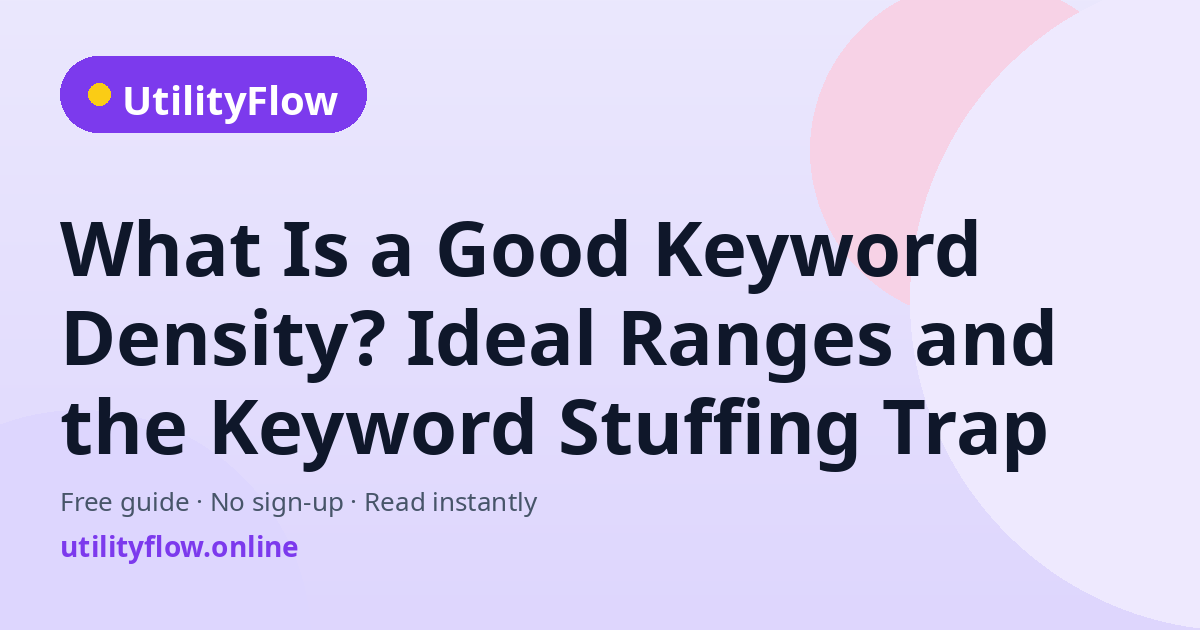 UtilityFlow
What Is a Good Keyword
Density? Ideal Ranges and
the Keyword Stuffing Trap
Free guide · No sign-up · Read instantly
utilityflow.online